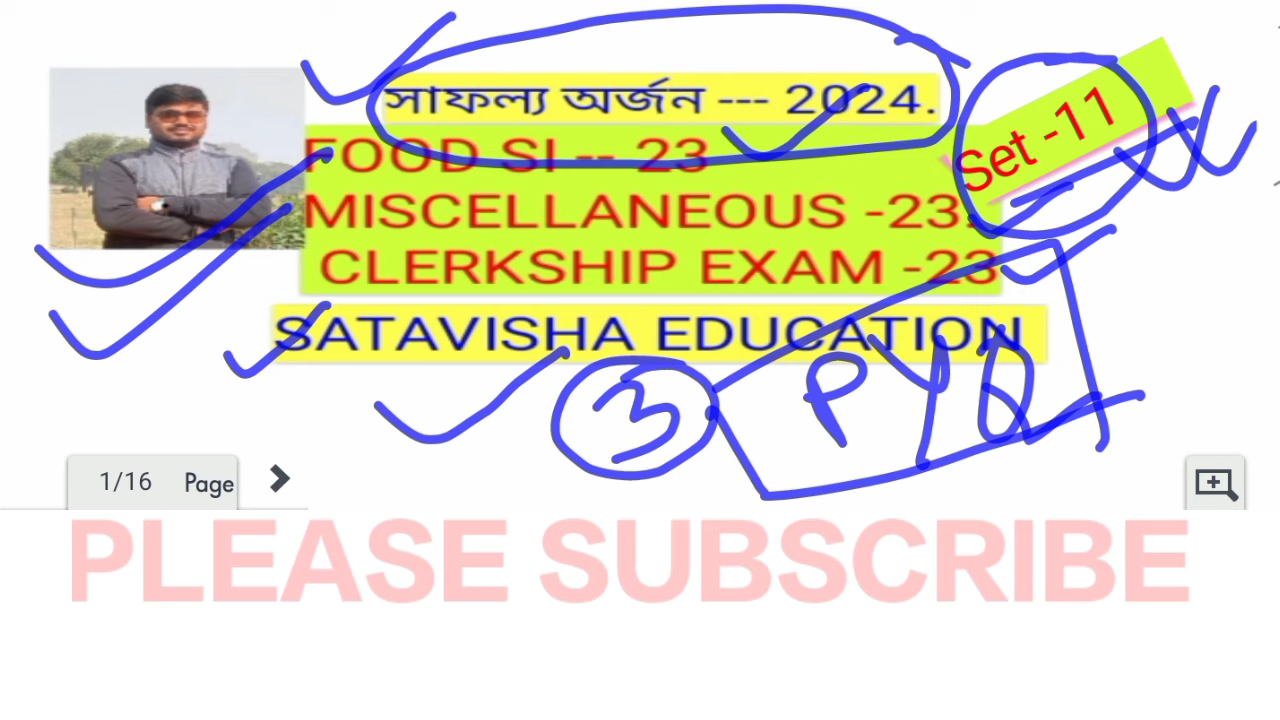 সাফল্য অর্জন --- 2024.
Set -11
FOOD SI -- 23
MISCELLANEOUS -23.
CLERKSHIP EXAM -23
SATAVISHA EDUCATION
3 PYQ
1/16 Page
PLEASE SUBSCRIBE